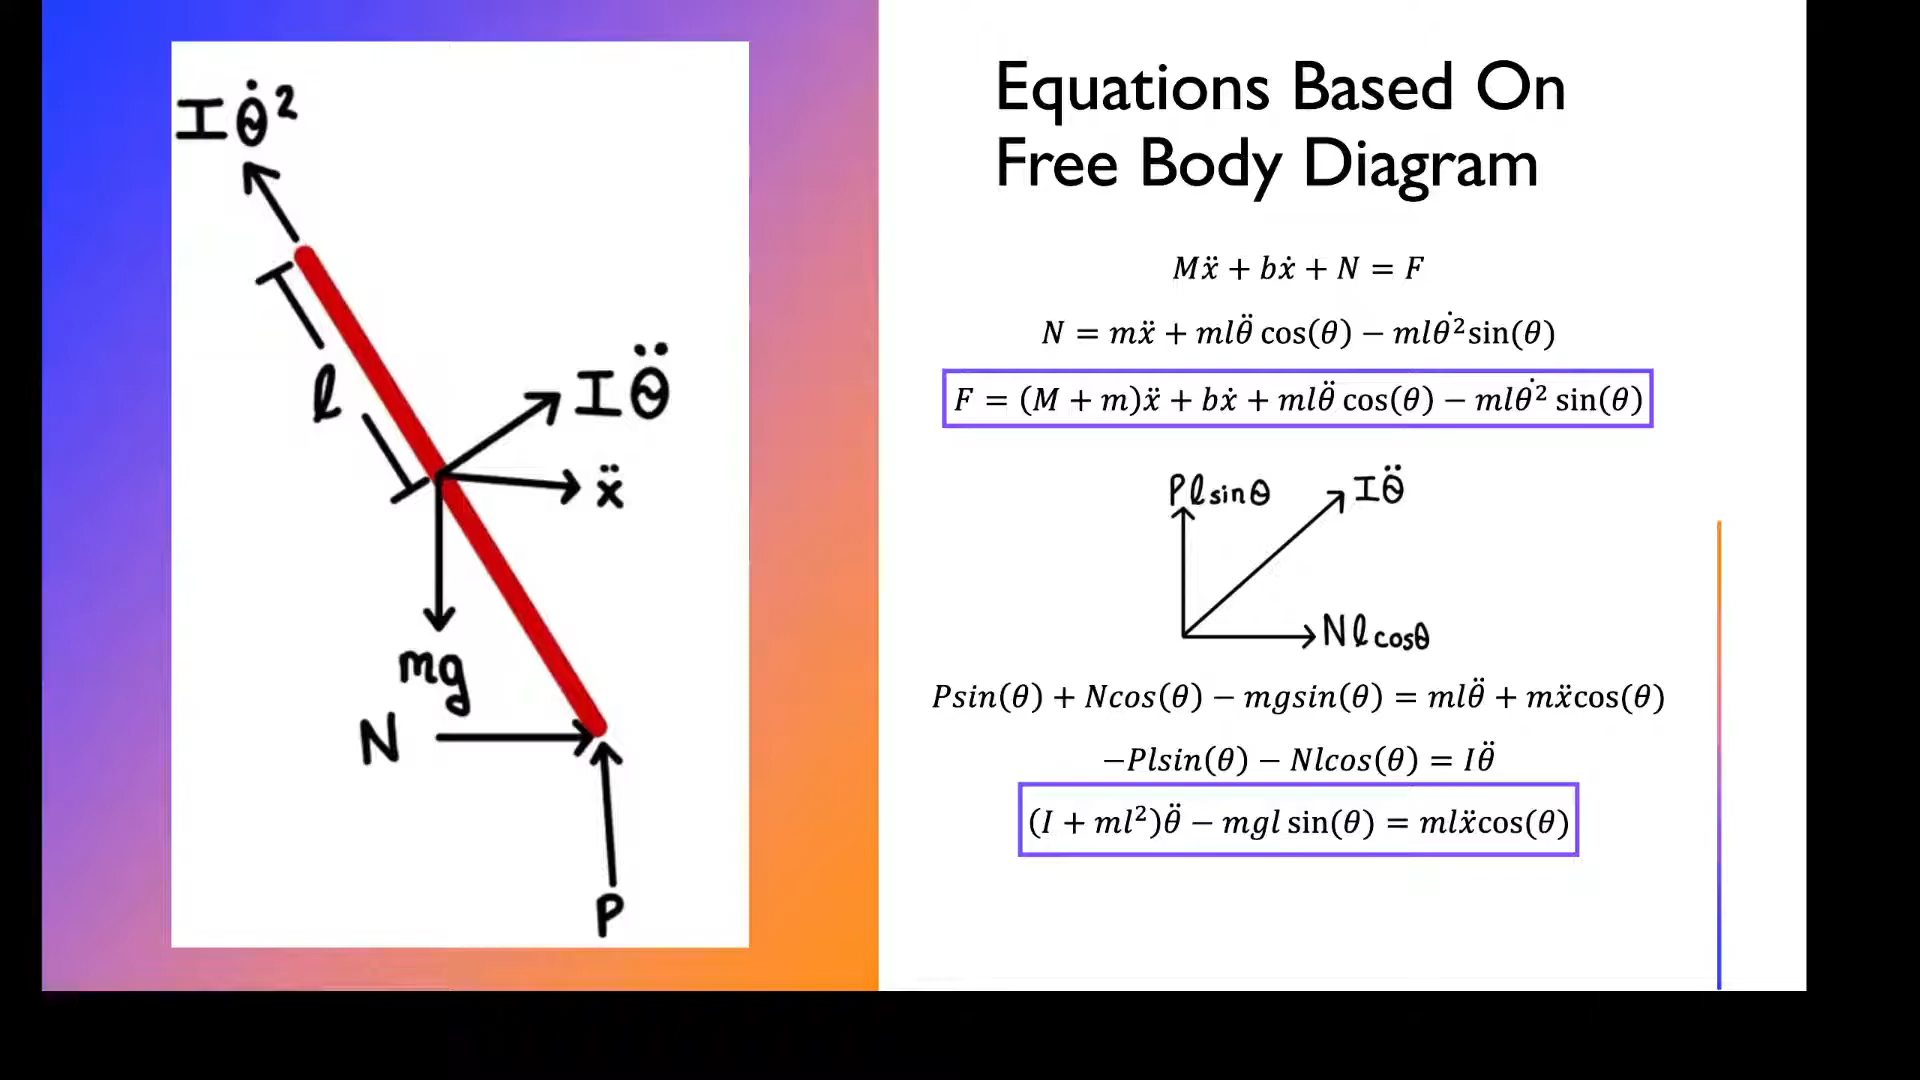 Equations Based On
Free Body Diagram
Iθ̇²
l
Iθ̈
ẍ
mg
N
P
Mẍ + bẋ + N = F
N = mẍ + mlθ̈ cos(θ) − mlθ̇²sin(θ)
F = (M + m)ẍ + bẋ + mlθ̈ cos(θ) − mlθ̇² sin(θ)
Plsinθ
Iθ̈
Nlcosθ
Psin(θ) + Ncos(θ) − mgsin(θ) = mlθ̈ + mẍcos(θ)
−Plsin(θ) − Nlcos(θ) = Iθ̈
(I + ml²)θ̈ − mgl sin(θ) = mlẍcos(θ)